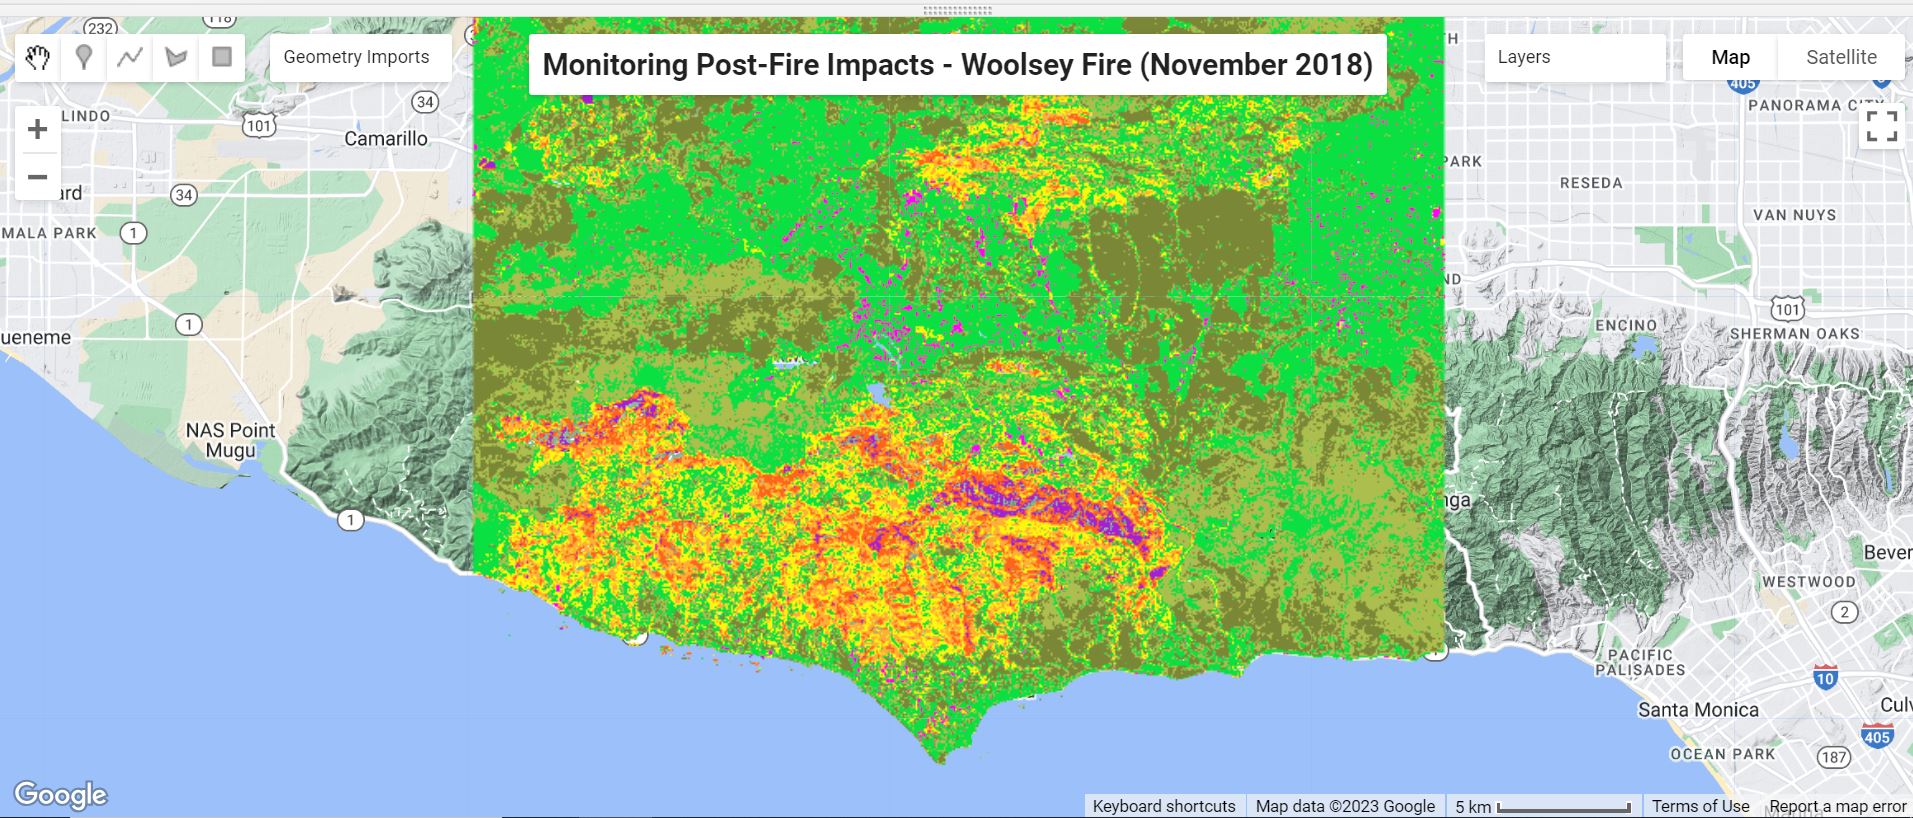 232
118
Geometry Imports
Monitoring Post-Fire Impacts - Woolsey Fire (November 2018)
Layers
Map
Satellite
405
34
LINDO
101
Camarillo
PANORAMA CITY
PARK
RESEDA
34
ard
VAN NUYS
MALA PARK
1
ND
101
ENCINO
SHERMAN OAKS
1
ueneme
NAS Point
Mugu
nga
1
Bever
WESTWOOD
2
PACIFIC
PALISADES
10
Santa Monica
Culv
405
OCEAN PARK
187
Google
Keyboard shortcuts
Map data ©2023 Google
5 km
Terms of Use
Report a map error